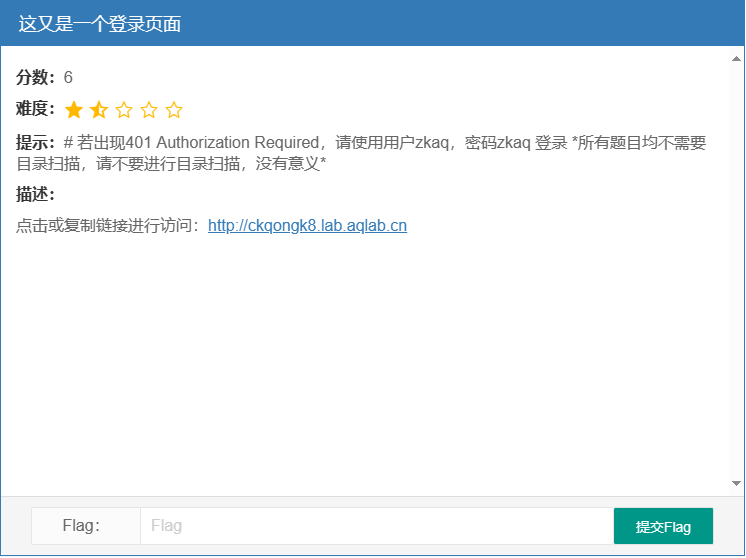 这又是一个登录页面
分数：6
难度：
提示：# 若出现401 Authorization Required，请使用用户zkaq，密码zkaq 登录 *所有题目均不需要
目录扫描，请不要进行目录扫描，没有意义*
描述：
点击或复制链接进行访问：http://ckqongk8.lab.aqlab.cn
Flag： Flag 提交Flag